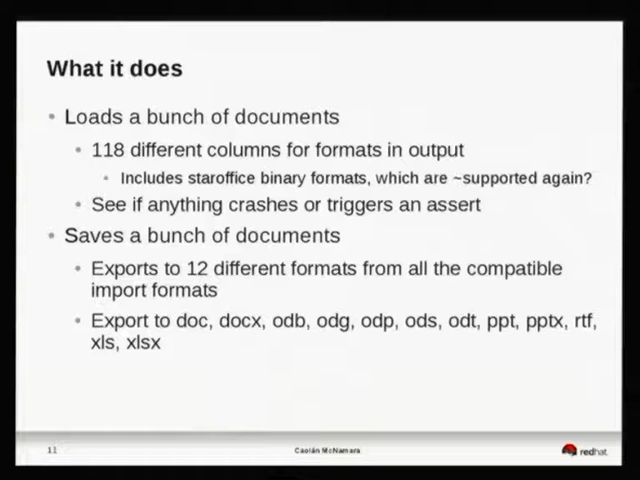 What it does
• Loads a bunch of documents
• 118 different columns for formats in output
• Includes staroffice binary formats, which are ~supported again?
• See if anything crashes or triggers an assert
• Saves a bunch of documents
• Exports to 12 different formats from all the compatible
import formats
• Export to doc, docx, odb, odg, odp, ods, odt, ppt, pptx, rtf,
xls, xlsx
11
Caolán McNamara
redhat